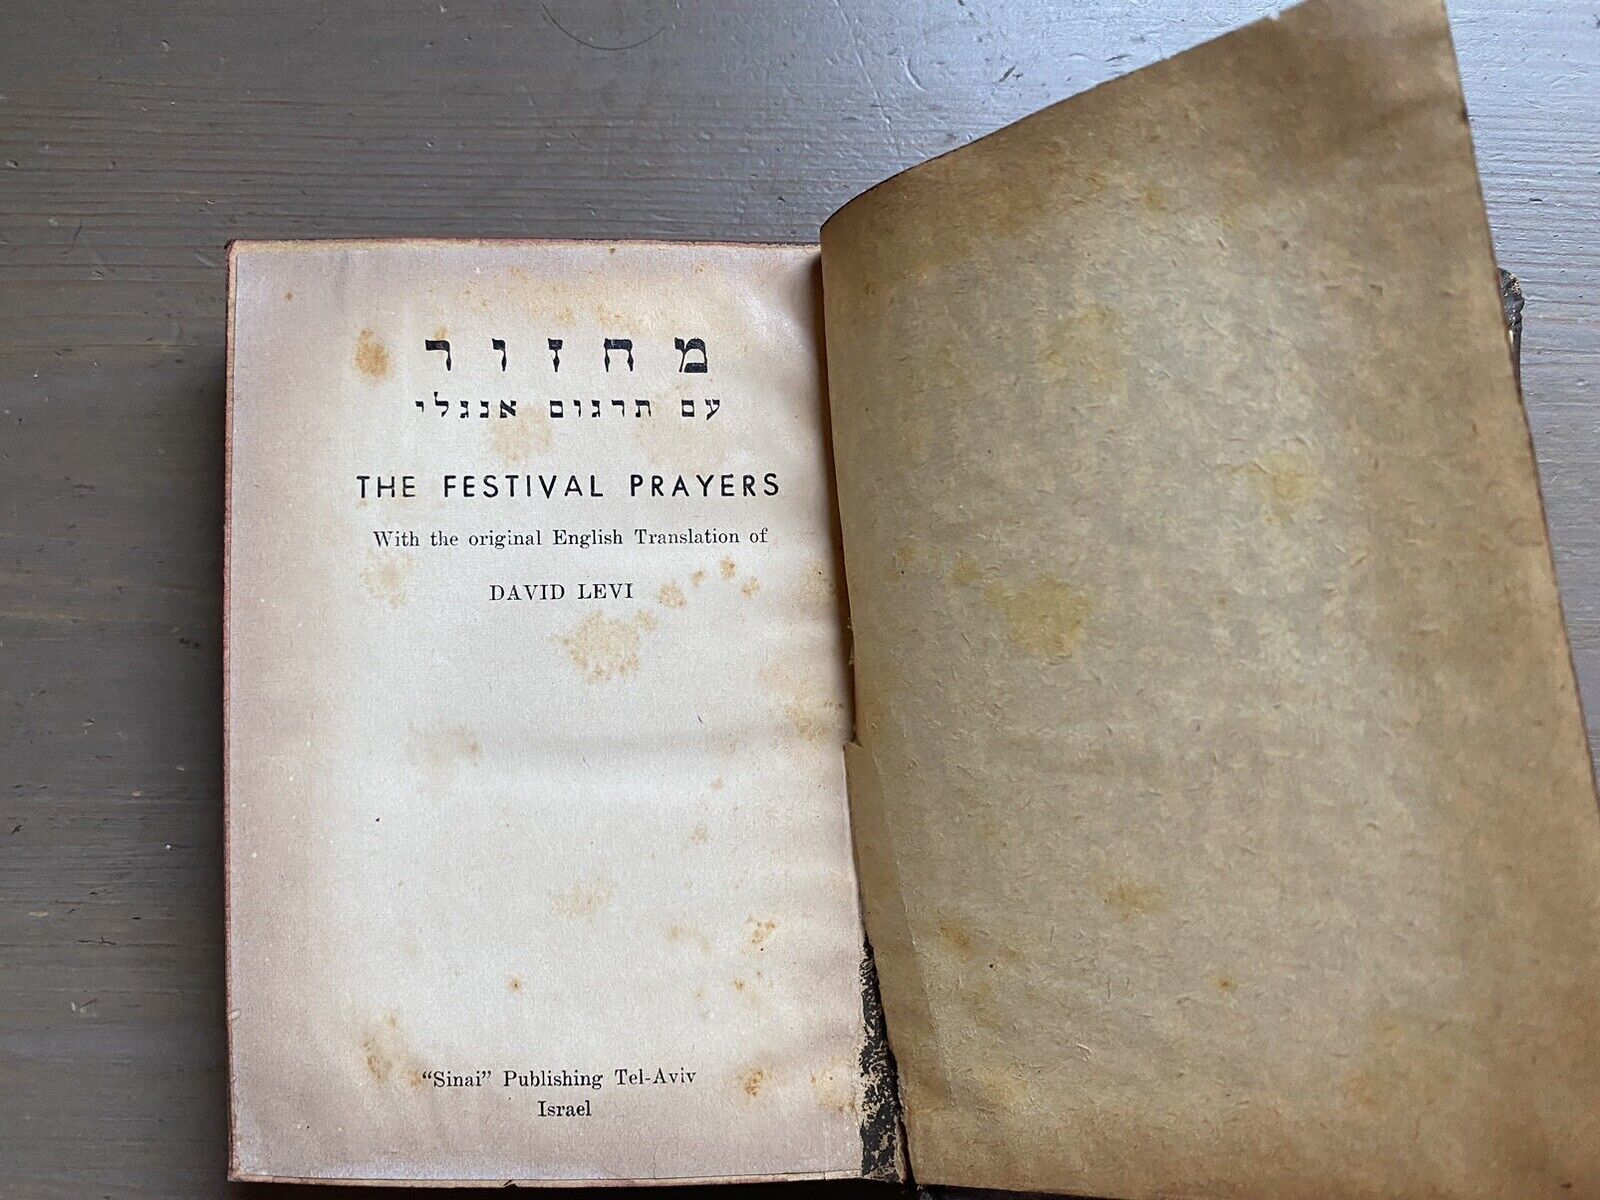 מחזור
עם תרגום אנגלי
THE FESTIVAL PRAYERS
With the original English Translation of
DAVID LEVI
"Sinai" Publishing Tel-Aviv
Israel